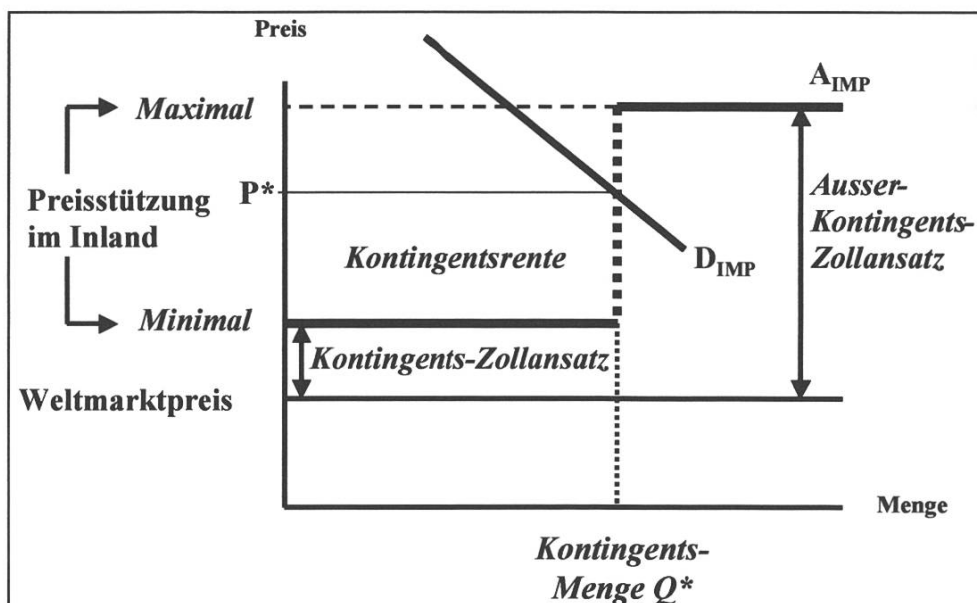 Preis
A_IMP
Maximal
Preisstützung
im Inland
P*
Ausser-
Kontingents-
Zollansatz
Kontingentsrente
D_IMP
Minimal
Kontingents-Zollansatz
Weltmarktpreis
Menge
Kontingents-
Menge Q*